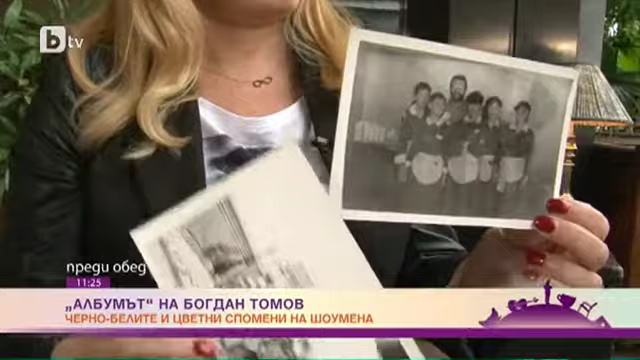 btv
преди обед
11:25
„АЛБУМЪТ“ НА БОГДАН ТОМОВ
ЧЕРНО-БЕЛИТЕ И ЦВЕТНИ СПОМЕНИ НА ШОУМЕНА